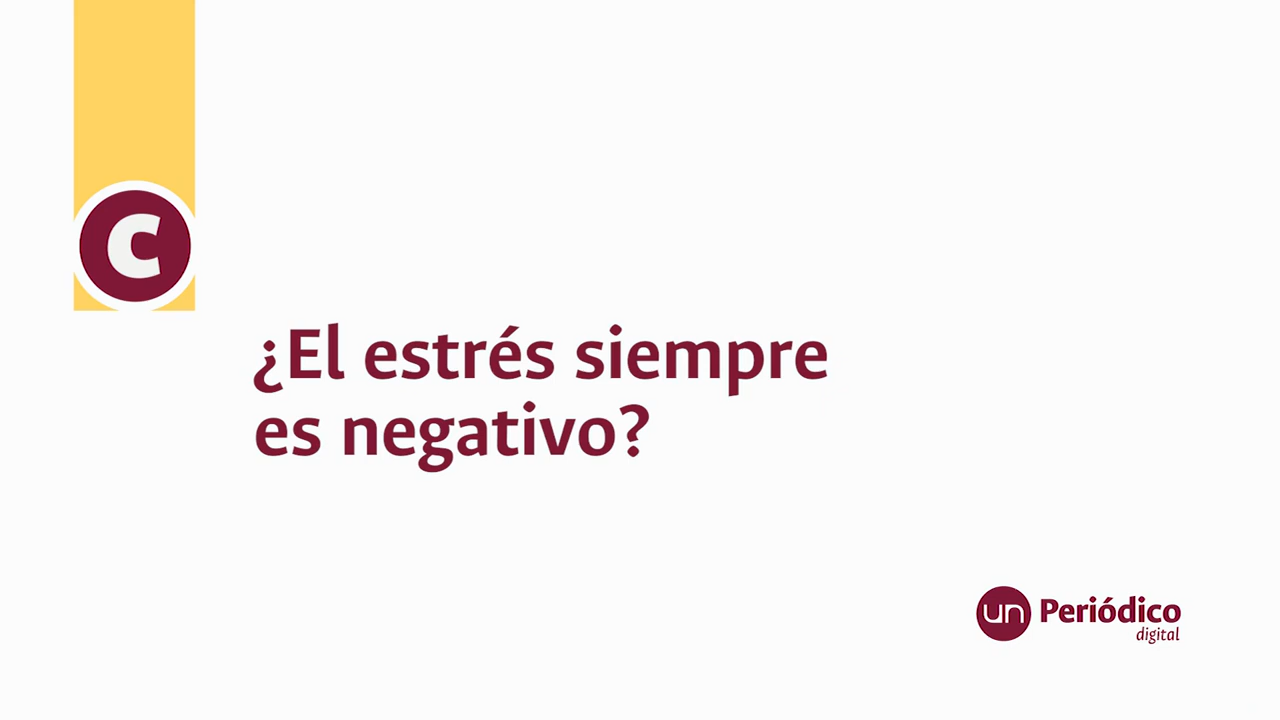 C
¿El estrés siempre
es negativo?
un Periódico
digital